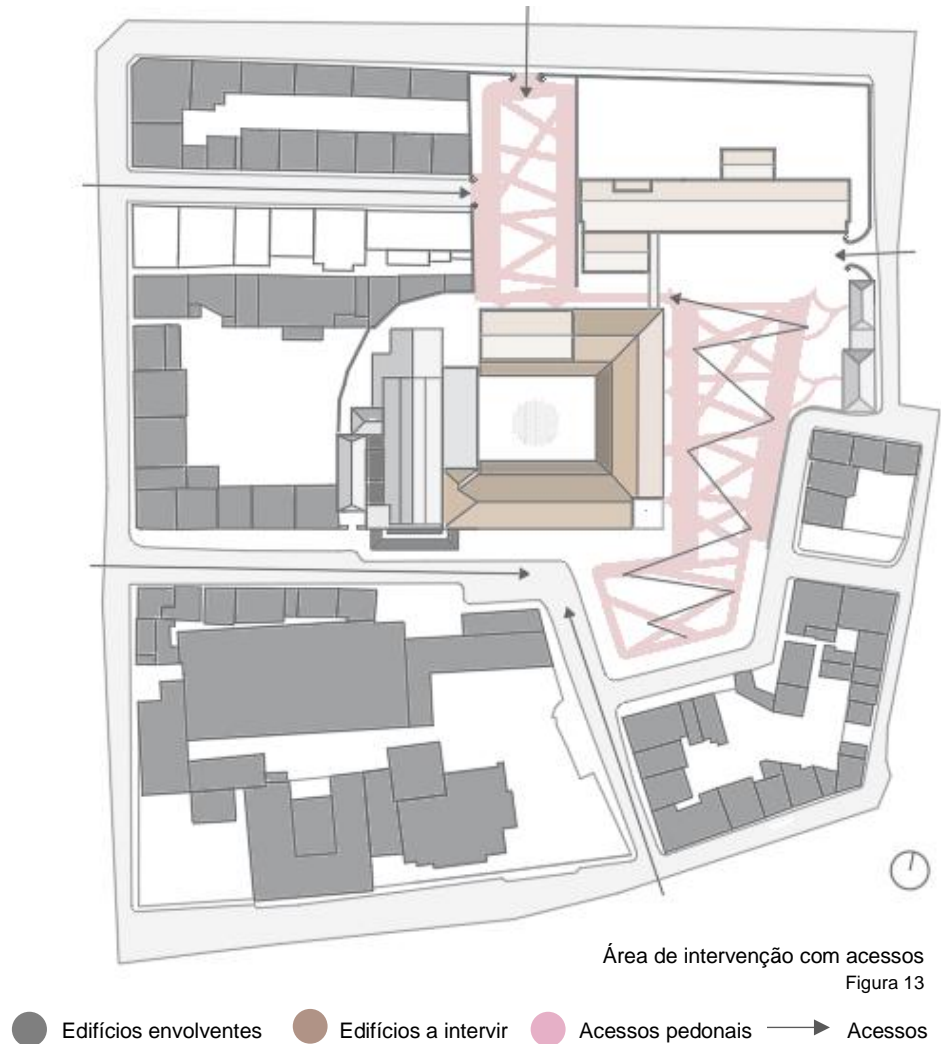 Área de intervenção com acessos
Figura 13
Edifícios envolventes Edifícios a intervir Acessos pedonais Acessos